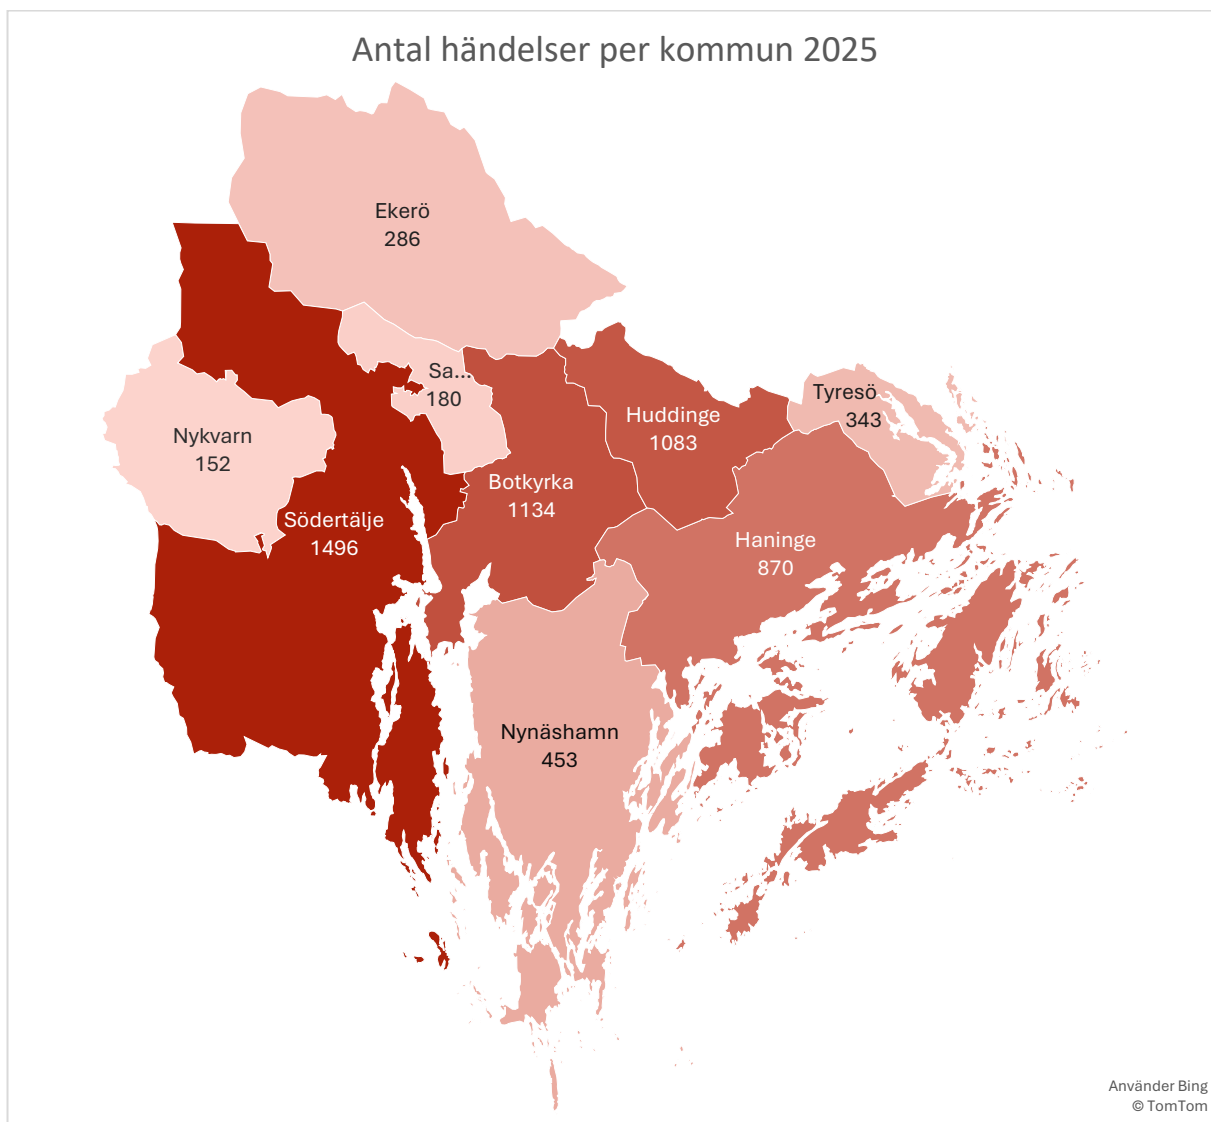 Antal händelser per kommun 2025
Ekerö
286
Sa...
180
Tyresö
343
Huddinge
1083
Nykvarn
152
Botkyrka
1134
Södertälje
1496
Haninge
870
Nynäshamn
453
Använder Bing
© TomTom